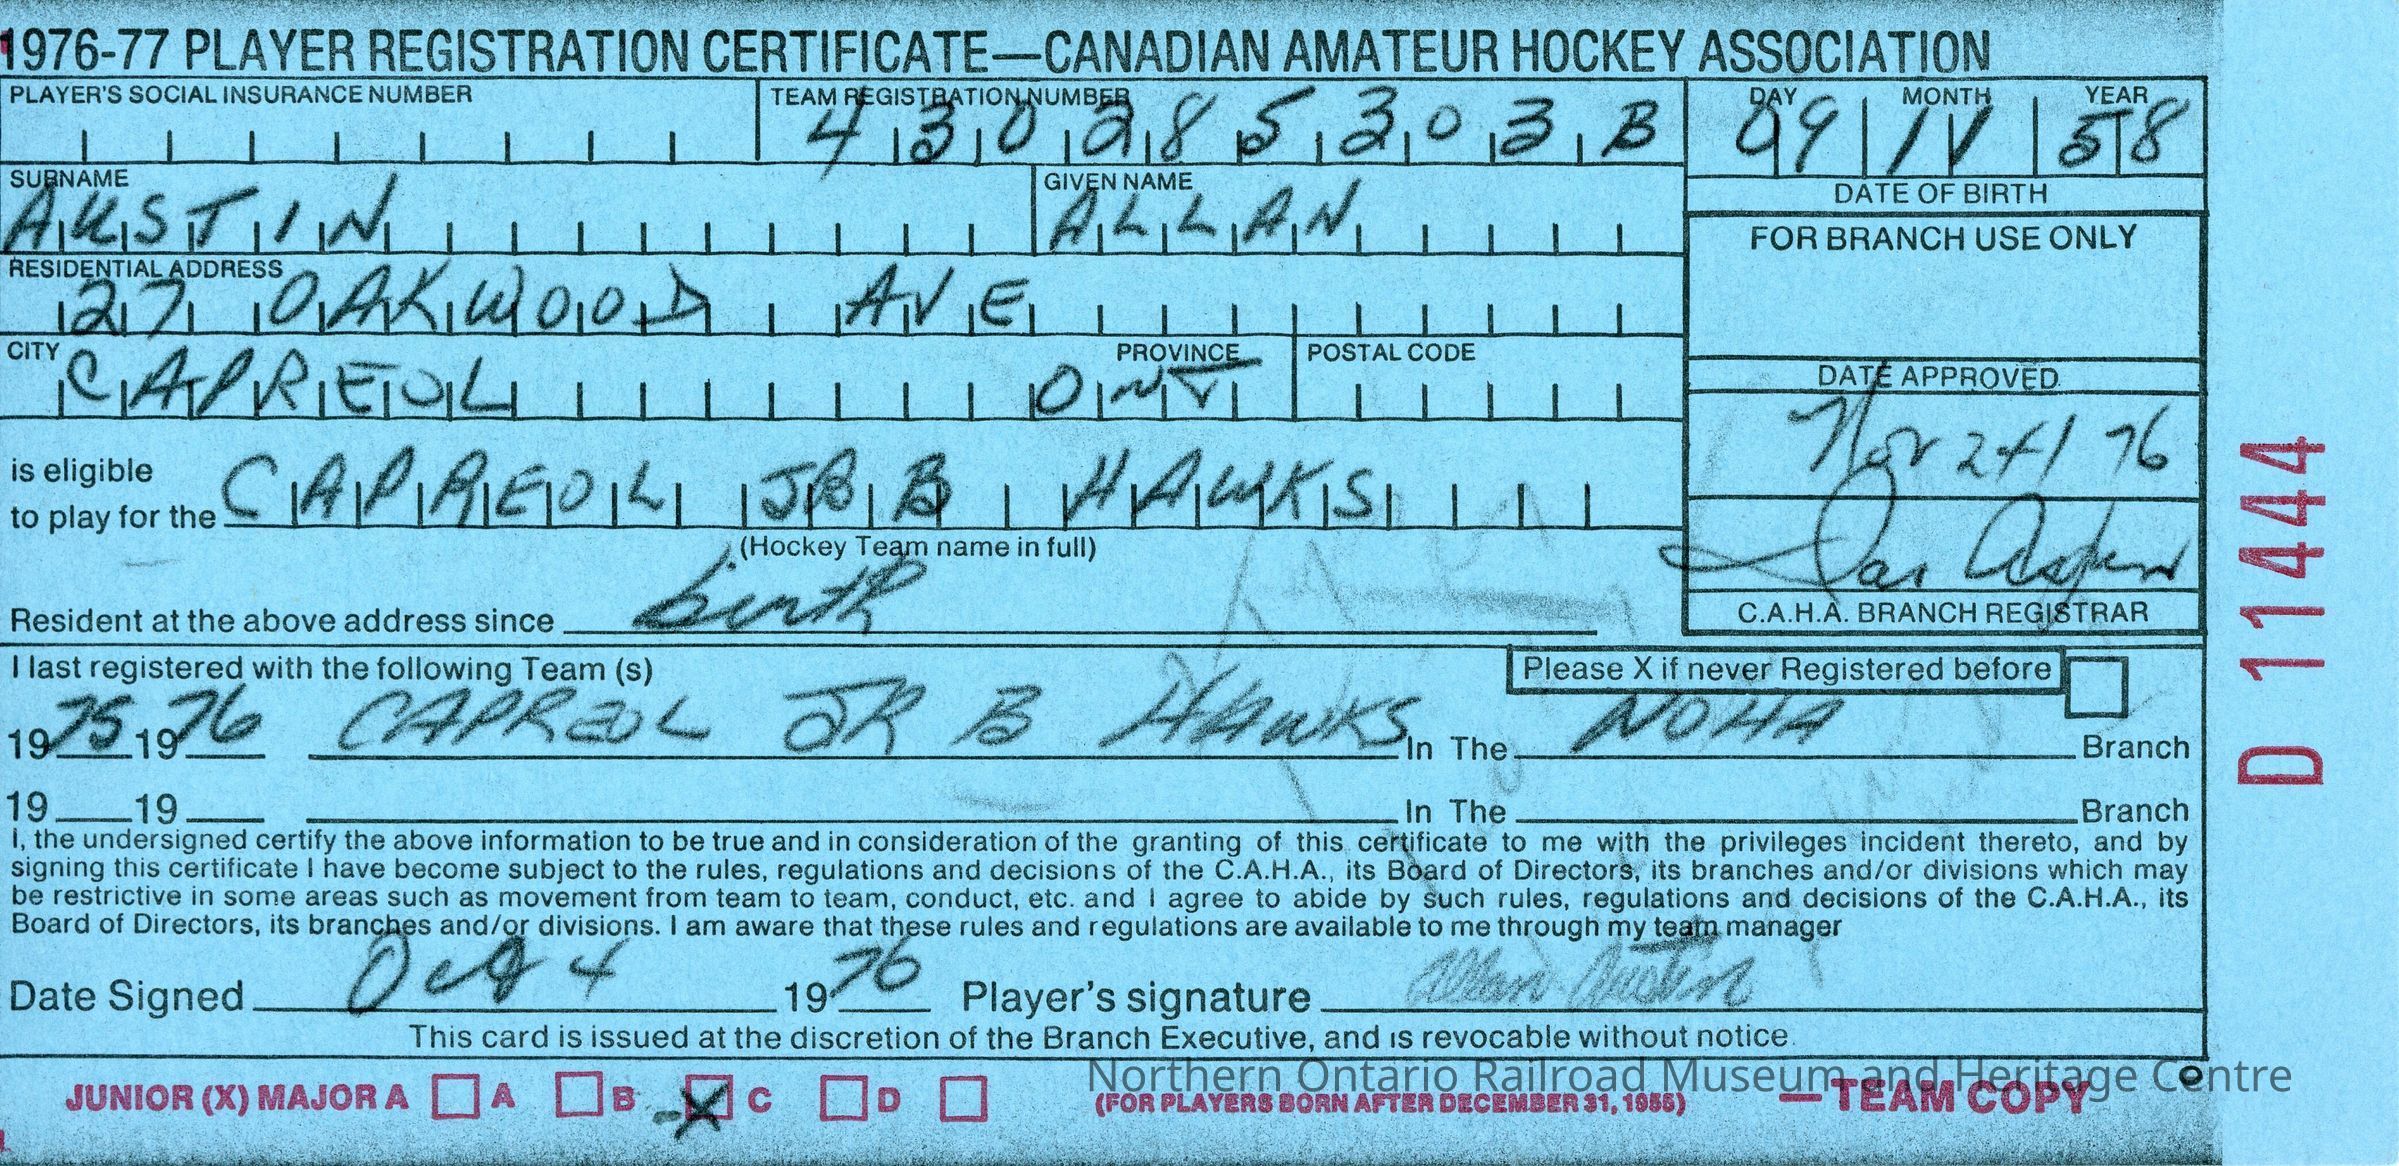 1976-77 PLAYER REGISTRATION CERTIFICATE—CANADIAN AMATEUR HOCKEY ASSOCIATION
PLAYER'S SOCIAL INSURANCE NUMBER
TEAM REGISTRATION NUMBER
430285303B
DAY MONTH YEAR
09 11 58
DATE OF BIRTH
SURNAME
AUSTIN
GIVEN NAME
ALLAN
FOR BRANCH USE ONLY
RESIDENTIAL ADDRESS
127 OAKWOOD AVE
CITY
CAPREOL
PROVINCE
ONT
POSTAL CODE
DATE APPROVED
Nov 76
is eligible
to play for the CAPREOL JR B HAWKS
(Hockey Team name in full)
C.A.H.A. BRANCH REGISTRAR
Resident at the above address since birth
I last registered with the following Team (s)
Please X if never Registered before
1975 1976 CAPREOL JR B HAWKS In The NOHA Branch
19 19 In The Branch
I, the undersigned certify the above information to be true and in consideration of the granting of this certificate to me with the privileges incident thereto, and by
signing this certificate I have become subject to the rules, regulations and decisions of the C.A.H.A., its Board of Directors, its branches and/or divisions which may
be restrictive in some areas such as movement from team to team, conduct, etc. and I agree to abide by such rules, regulations and decisions of the C.A.H.A., its
Board of Directors, its branches and/or divisions. I am aware that these rules and regulations are available to me through my team manager
Date Signed Oct 4 1976 Player's signature Allan Austin
This card is issued at the discretion of the Branch Executive, and is revocable without notice.
JUNIOR (X) MAJOR A A B X C D
(FOR PLAYERS BORN AFTER DECEMBER 31, 1955)
—TEAM COPY
Northern Ontario Railroad Museum and Heritage Centre
D 11444